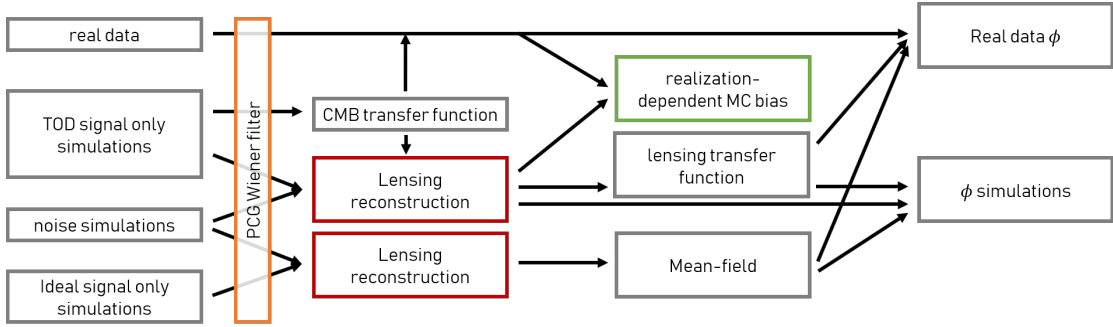 real data
TOD signal only
simulations
noise simulations
Ideal signal only
simulations
PCG Wiener filter
CMB transfer function
Lensing
reconstruction
Lensing
reconstruction
realization-
dependent MC bias
lensing transfer
function
Mean-field
Real data ϕ
ϕ simulations